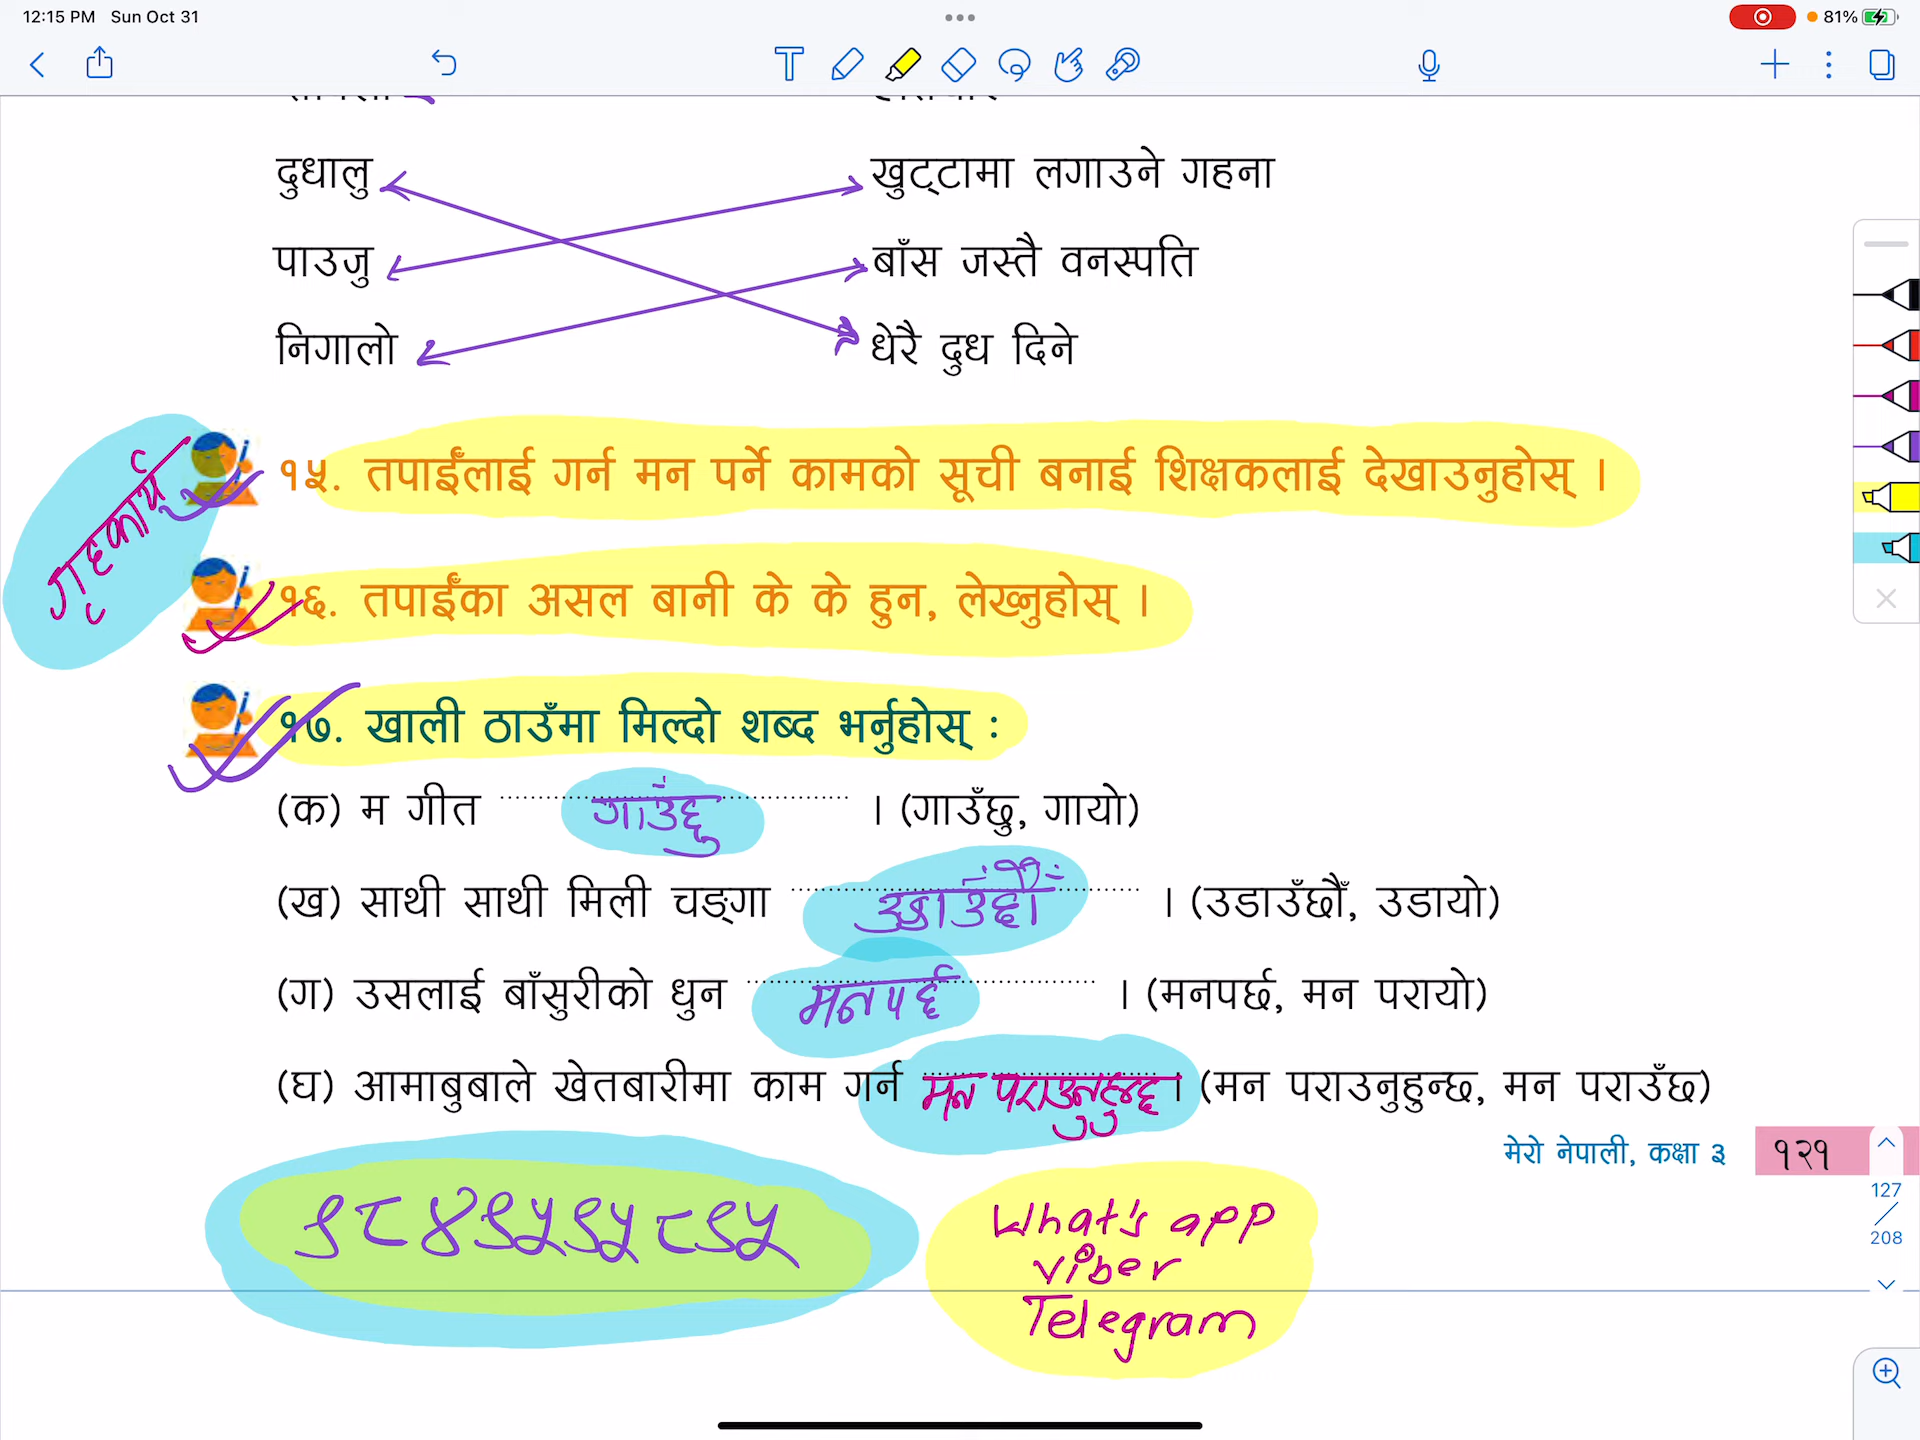 12:15 PM Sun Oct 31
81%
दुधालु खुट्टामा लगाउने गहना
पाउजु बाँस जस्तै वनस्पति
निगालो धेरै दुध दिने
गृहकार्य
१५. तपाईंलाई गर्न मन पर्ने कामको सूची बनाई शिक्षकलाई देखाउनुहोस् ।
१६. तपाईँका असल बानी के के हुन, लेख्नुहोस् ।
१७. खाली ठाउँमा मिल्दो शब्द भर्नुहोस् :
(क) म गीत गाउँछु । (गाउँछु, गायो)
(ख) साथी साथी मिली चङ्गा उडाउँछौँ । (उडाउँछौँ, उडायो)
(ग) उसलाई बाँसुरीको धुन मनपर्छ । (मनपर्छ, मन परायो)
(घ) आमाबुबाले खेतबारीमा काम गर्न मन पराउनुहुन्छ । (मन पराउनुहुन्छ, मन पराउँछ)
मेरो नेपाली, कक्षा ३ १२१
127
208
९८४९५९५८९५
What's app
viber
Telegram